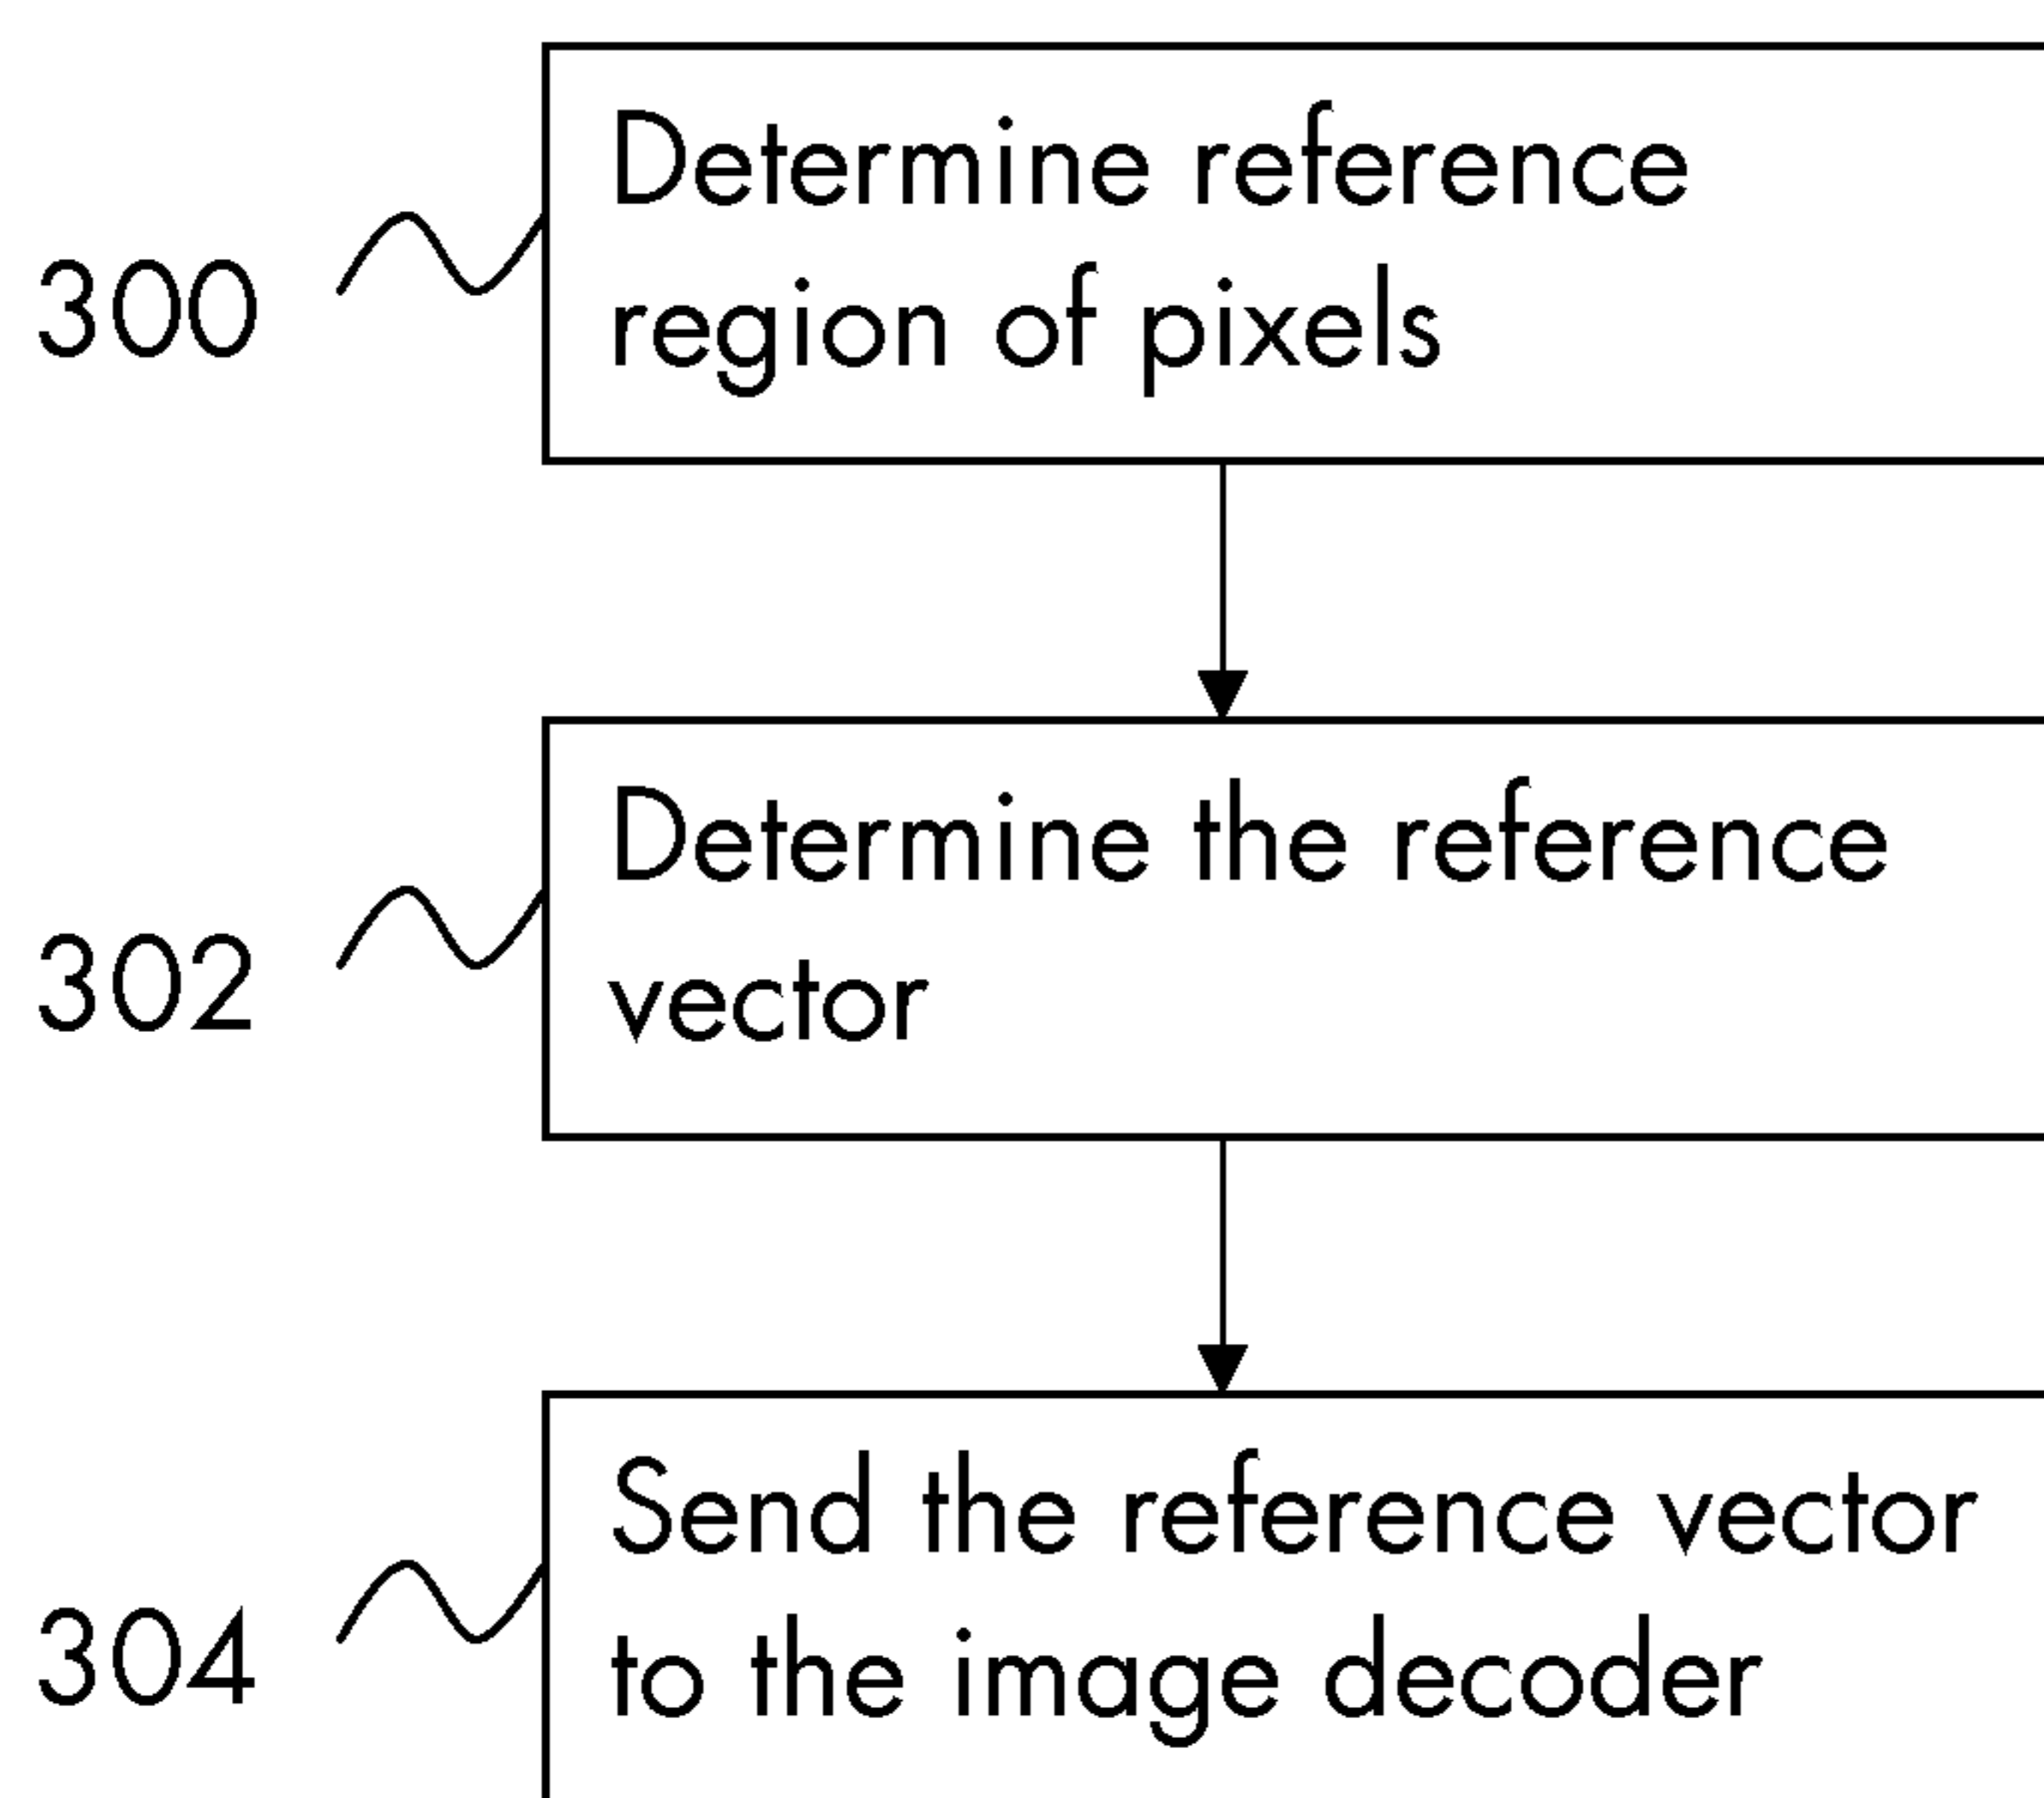 Determine reference
region of pixels
300
Determine the reference
vector
302
Send the reference vector
to the image decoder
304